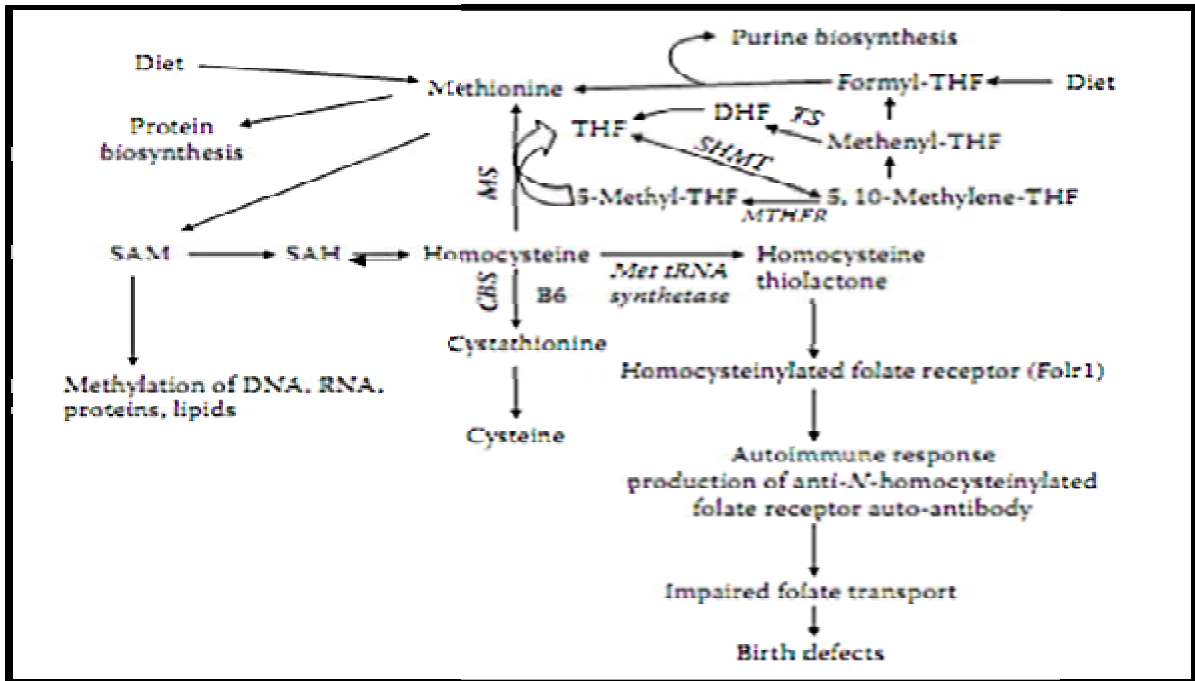 Purine biosynthesis
Diet
Methionine
Formyl-THF
Diet
Protein
biosynthesis
THF
DHF
TS
Methenyl-THF
SHMT
MS
5-Methyl-THF
MTHFR
5, 10-Methylene-THF
SAM
SAH
Homocysteine
Met tRNA
synthetase
Homocysteine
thiolactone
CBS
B6
Cystathionine
Cysteine
Methylation of DNA, RNA,
proteins, lipids
Homocysteinylated folate receptor (Folr1)
Autoimmune response
production of anti-N-homocysteinylated
folate receptor auto-antibody
Impaired folate transport
Birth defects